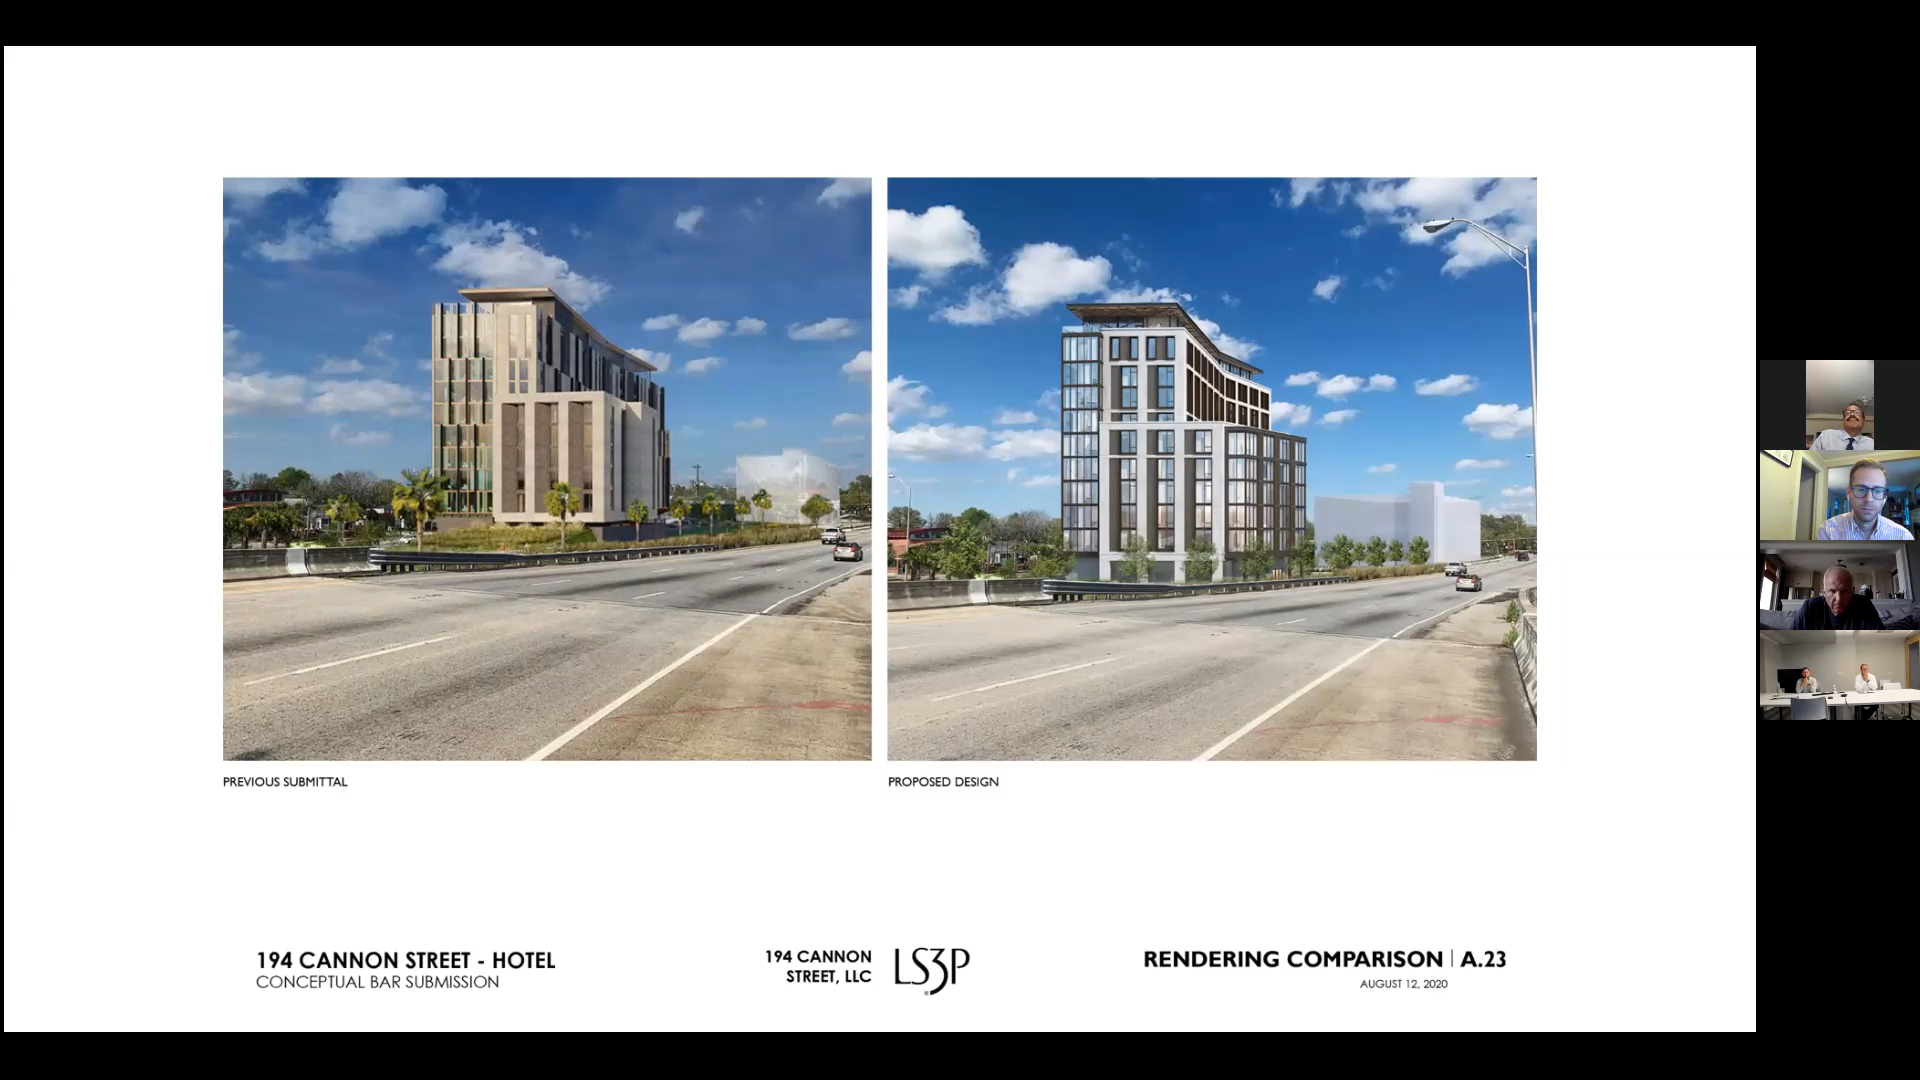 PREVIOUS SUBMITTAL
PROPOSED DESIGN
194 CANNON STREET - HOTEL
CONCEPTUAL BAR SUBMISSION
194 CANNON
STREET, LLC
LS3P
RENDERING COMPARISON | A.23
AUGUST 12, 2020